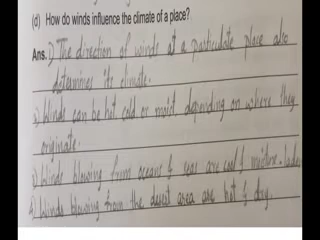 (d) How do winds influence the climate of a place?
Ans. 1) The direction of winds at a particulate place also
determines its climate.
2) Winds can be hot cold or moist depending on where they
originate.
3) Winds blowing from oceans & seas are cool & moisture. lade
4) Winds blowing from the desert area are hot & dry.